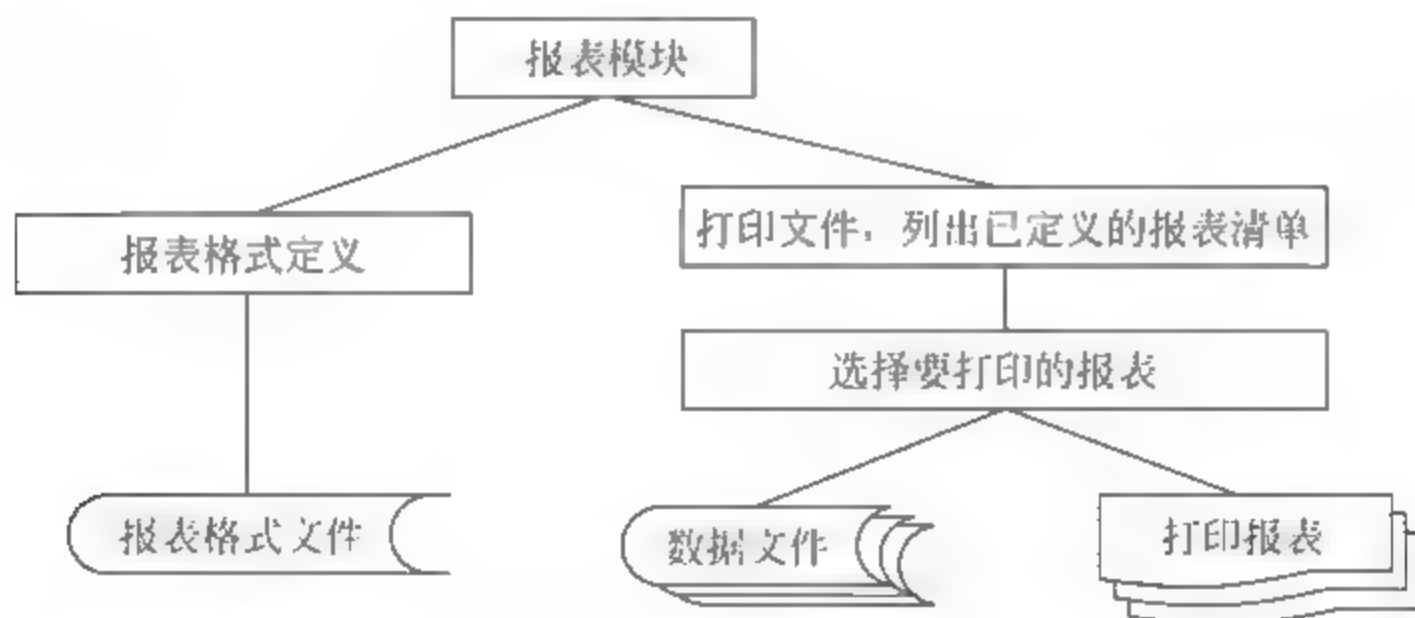 报表模块
报表格式定义
打印文件，列出已定义的报表清单
选择要打印的报表
报表格式文件
数据文件
打印报表